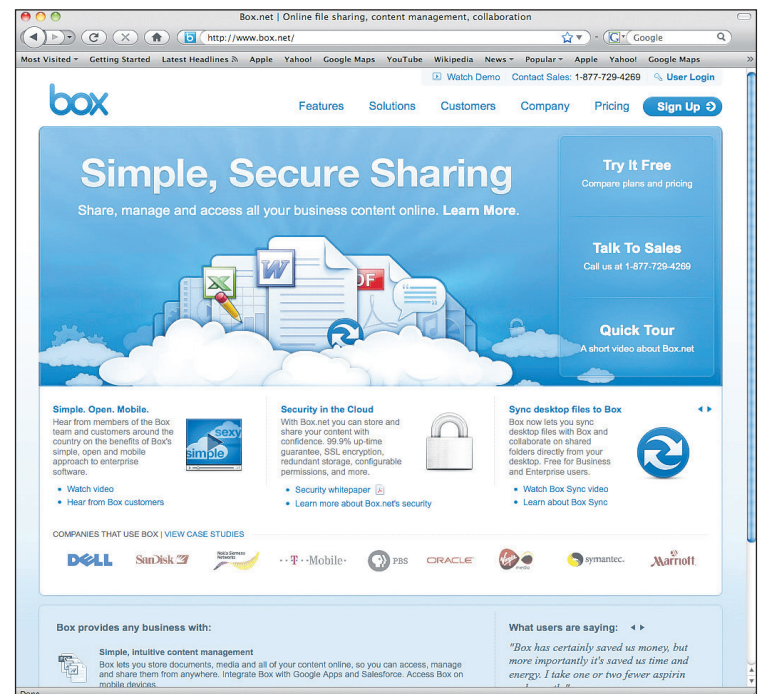 Box.net | Online file sharing, content management, collaboration
http://www.box.net/
Google
Most Visited
Getting Started
Latest Headlines
Apple
Yahoo!
Google Maps
YouTube
Wikipedia
News
Popular
Apple
Yahoo!
Google Maps
Watch Demo
Contact Sales: 1-877-729-4269
User Login
box
Features
Solutions
Customers
Company
Pricing
Sign Up
Simple, Secure Sharing
Share, manage and access all your business content online. Learn More.
Try It Free
Compare plans and pricing
Talk To Sales
Call us at 1-877-729-4269
Quick Tour
A short video about Box.net
W
X
DF
Simple. Open. Mobile.
Hear from members of the Box
team and customers around the
country on the benefits of Box's
simple, open and mobile
approach to enterprise
software.
sexy
simple
Watch video
Hear from Box customers
Security in the Cloud
With Box.net you can store and
share your content with
confidence. 99.9% up-time
guarantee, SSL encryption,
redundant storage, configurable
permissions, and more.
Security whitepaper
Learn more about Box.net's security
Sync desktop files to Box
Box now lets you sync
desktop files with Box and
collaborate on shared
folders directly from your
desktop. Free for Business
and Enterprise users.
Watch Box Sync video
Learn about Box Sync
COMPANIES THAT USE BOX | VIEW CASE STUDIES
DELL
SanDisk
Nokia Siemens
Networks
T-Mobile
PBS
ORACLE
Virgin
media
symantec.
Marriott
Box provides any business with:
Simple, intuitive content management
Box lets you store documents, media and all of your content online, so you can access, manage
and share them from anywhere. Integrate Box with Google Apps and Salesforce. Access Box on
mobile devices
What users are saying:
"Box has certainly saved us money, but
more importantly it's saved us time and
energy. I take one or two fewer aspirin
Done